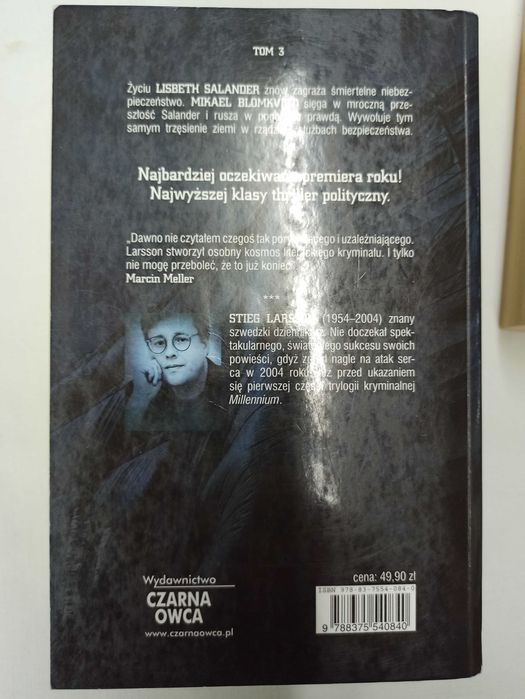 TOM 3
Życiu LISBETH SALANDER znów zagraża śmiertelne niebez-
pieczeństwo. MIKAEL BLOMKVIST sięga w mroczną prze-
szłość Salander i rusza w pogoń za prawdą. Wywołuje tym
samym trzęsienie ziemi w rządzie i służbach bezpieczeństwa.
Najbardziej oczekiwana premiera roku!
Najwyższej klasy thriller polityczny.
„Dawno nie czytałem czegoś tak porywającego i uzależniającego.
Larsson stworzył osobny kosmos literackiego kryminału. I tylko
nie mogę przeboleć, że to już koniec”
Marcin Meller
***
STIEG LARSSON (1954–2004) znany
szwedzki dziennikarz. Nie doczekał spek-
takularnego, światowego sukcesu swoich
powieści, gdyż zmarł nagle na atak ser-
ca w 2004 roku, tuż przed ukazaniem
się pierwszej części trylogii kryminalnej
Millennium.
Wydawnictwo
CZARNA
OWCA
www.czarnaowca.pl
cena: 49,90 zł
ISBN 978-83-7554-084-0
9 788375 540840